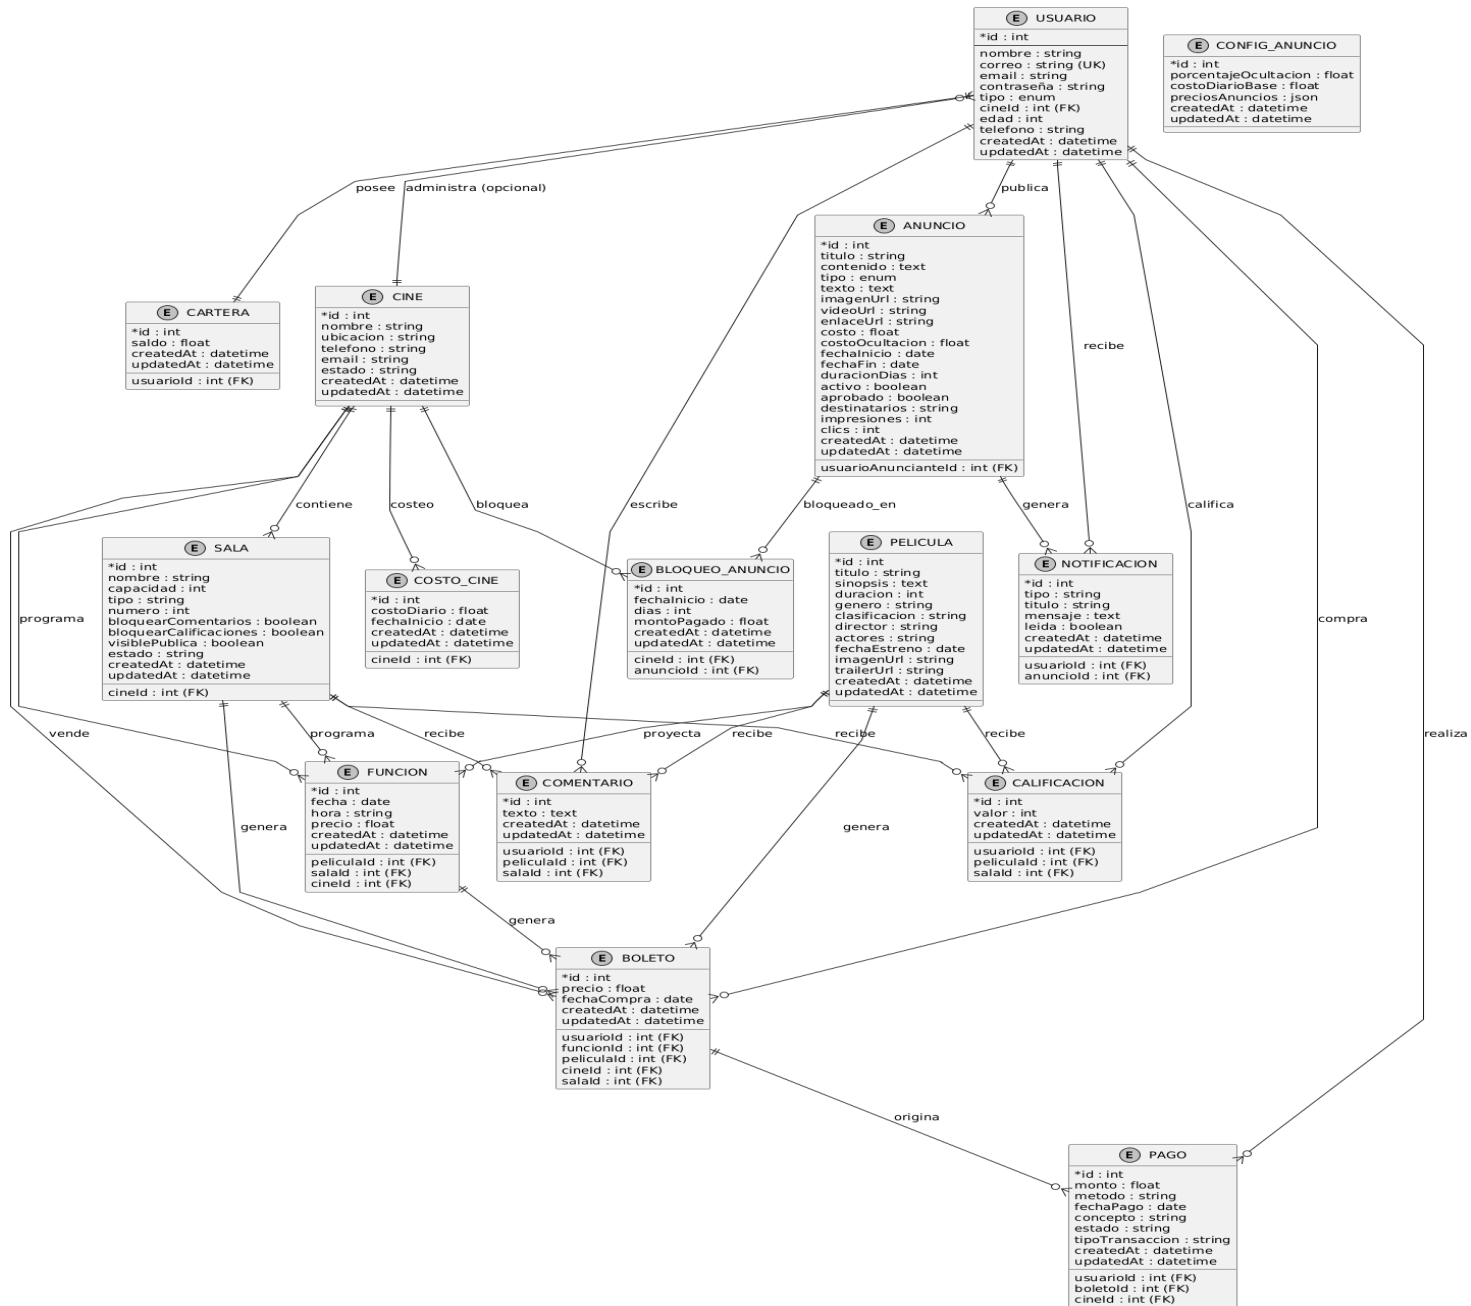 E USUARIO
*id : int
nombre : string
correo : string (UK)
email : string
contraseña : string
tipo : enum
cineId : int (FK)
edad : int
telefono : string
createdAt : datetime
updatedAt : datetime
E CONFIG_ANUNCIO
*id : int
porcentajeOcultacion : float
costoDiarioBase : float
preciosAnuncios : json
createdAt : datetime
updatedAt : datetime
posee
administra (opcional)
publica
E ANUNCIO
*id : int
titulo : string
contenido : text
tipo : enum
texto : text
imagenUrl : string
videoUrl : string
enlaceUrl : string
costo : float
costoOcultacion : float
fechaInicio : date
fechaFin : date
duracionDias : int
activo : boolean
aprobado : boolean
destinatarios : string
impresiones : int
clics : int
createdAt : datetime
updatedAt : datetime
usuarioAnuncianteId : int (FK)
E CARTERA
*id : int
saldo : float
createdAt : datetime
updatedAt : datetime
usuarioId : int (FK)
E CINE
*id : int
nombre : string
ubicacion : string
telefono : string
email : string
estado : string
createdAt : datetime
updatedAt : datetime
recibe
contiene
costeo
bloquea
escribe
bloqueado_en
genera
califica
E SALA
*id : int
nombre : string
capacidad : int
tipo : string
numero : int
bloquearComentarios : boolean
bloquearCalificaciones : boolean
visiblePublica : boolean
estado : string
createdAt : datetime
updatedAt : datetime
cineId : int (FK)
E COSTO_CINE
*id : int
costoDiario : float
fechaInicio : date
createdAt : datetime
updatedAt : datetime
cineId : int (FK)
E BLOQUEO_ANUNCIO
*id : int
fechaInicio : date
dias : int
montoPagado : float
createdAt : datetime
updatedAt : datetime
cineId : int (FK)
anuncioId : int (FK)
E PELICULA
*id : int
titulo : string
sinopsis : text
duracion : int
genero : string
clasificacion : string
director : string
actores : string
fechaEstreno : date
imagenUrl : string
trailerUrl : string
createdAt : datetime
updatedAt : datetime
E NOTIFICACION
*id : int
tipo : string
titulo : string
mensaje : text
leida : boolean
createdAt : datetime
updatedAt : datetime
usuarioId : int (FK)
anuncioId : int (FK)
programa
compra
vende
programa
recibe
proyecta
recibe
recibe
recibe
realiza
E FUNCION
*id : int
fecha : date
hora : string
precio : float
createdAt : datetime
updatedAt : datetime
peliculaId : int (FK)
salaId : int (FK)
cineId : int (FK)
E COMENTARIO
*id : int
texto : text
createdAt : datetime
updatedAt : datetime
usuarioId : int (FK)
peliculaId : int (FK)
salaId : int (FK)
E CALIFICACION
*id : int
valor : int
createdAt : datetime
updatedAt : datetime
usuarioId : int (FK)
peliculaId : int (FK)
salaId : int (FK)
genera
genera
genera
E BOLETO
*id : int
precio : float
fechaCompra : date
createdAt : datetime
updatedAt : datetime
usuarioId : int (FK)
funcionId : int (FK)
peliculaId : int (FK)
cineId : int (FK)
salaId : int (FK)
origina
E PAGO
*id : int
monto : float
metodo : string
fechaPago : date
concepto : string
estado : string
tipoTransaccion : string
createdAt : datetime
updatedAt : datetime
usuarioId : int (FK)
boletoId : int (FK)
cineId : int (FK)